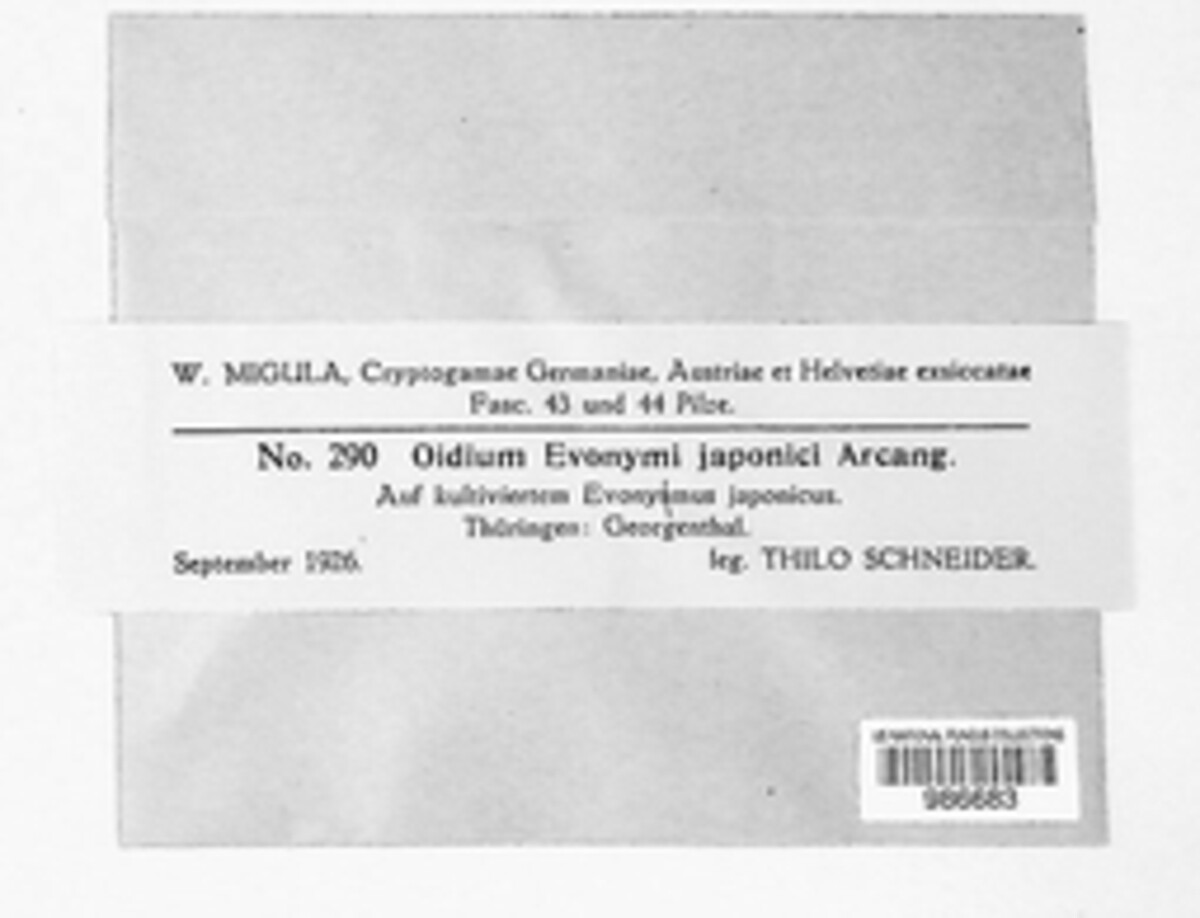 W. MIGULA, Cryptogamae Germaniae, Austriae et Helvetiae exsiccatae
Fasc. 43 und 44 Pilze.
No. 290 Oidium Evonymi japonici Arcang.
Auf kultiviertem Evonymus japonicus.
Thüringen: Georgenthal.
September 1926. leg. THILO SCHNEIDER.
986683